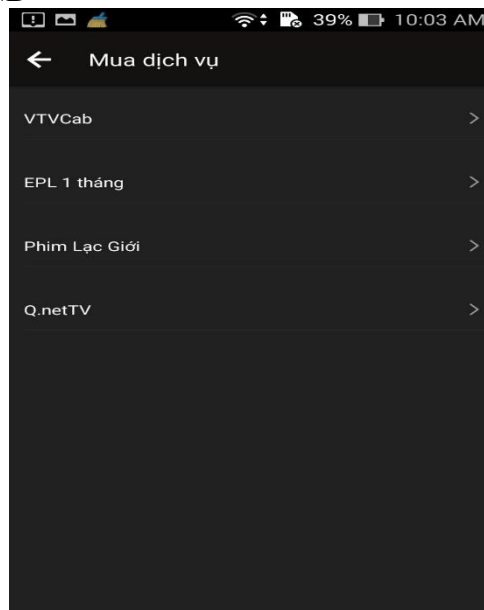 39% 10:03 AM
Mua dịch vụ
VTVCab
EPL 1 tháng
Phim Lạc Giới
Q.netTV